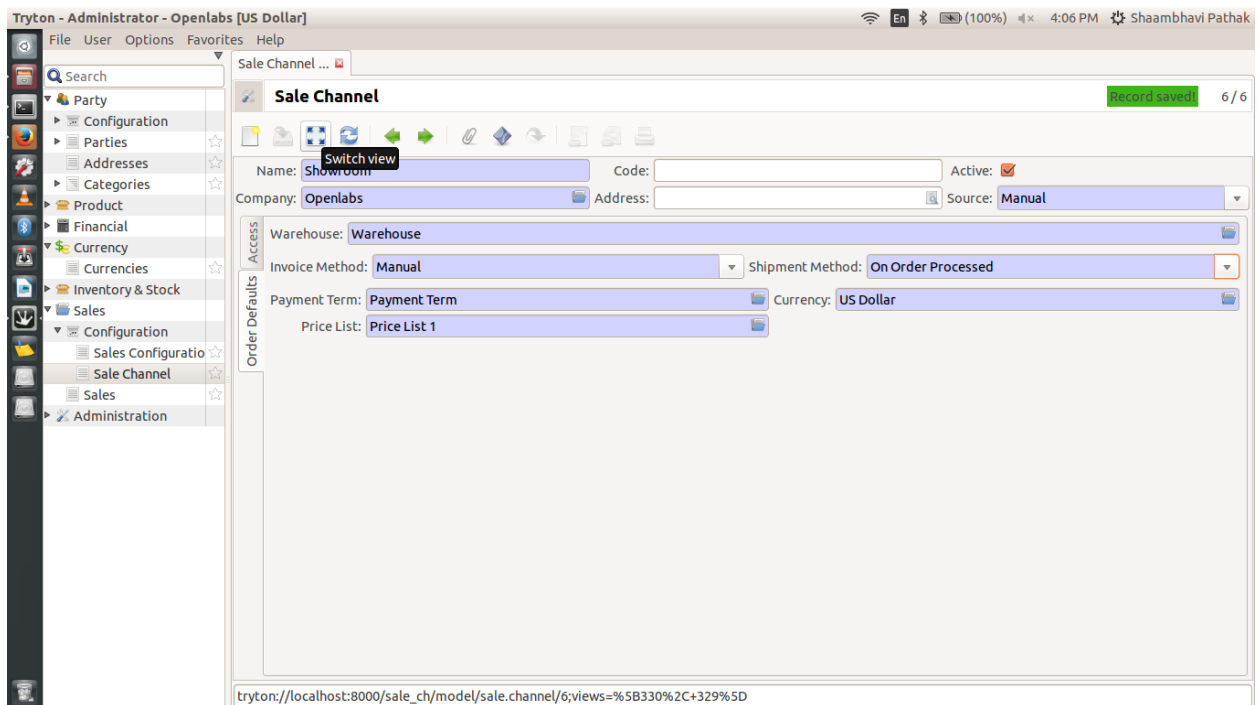 Tryton - Administrator - Openlabs [US Dollar] En (100%) 4:06 PM Shaambhavi Pathak
File User Options Favorites Help
Search
Party
Configuration
Parties
Addresses
Categories
Product
Financial
Currency
Currencies
Inventory & Stock
Sales
Configuration
Sales Configuratio
Sale Channel
Sales
Administration
Sale Channel ...
Sale Channel Record saved! 6 / 6
Switch view
Name: Showroom Code: Active:
Company: Openlabs Address: Source: Manual
Access
Order Defaults
Warehouse: Warehouse
Invoice Method: Manual Shipment Method: On Order Processed
Payment Term: Payment Term Currency: US Dollar
Price List: Price List 1
tryton://localhost:8000/sale_ch/model/sale.channel/6;views=%5B330%2C+329%5D